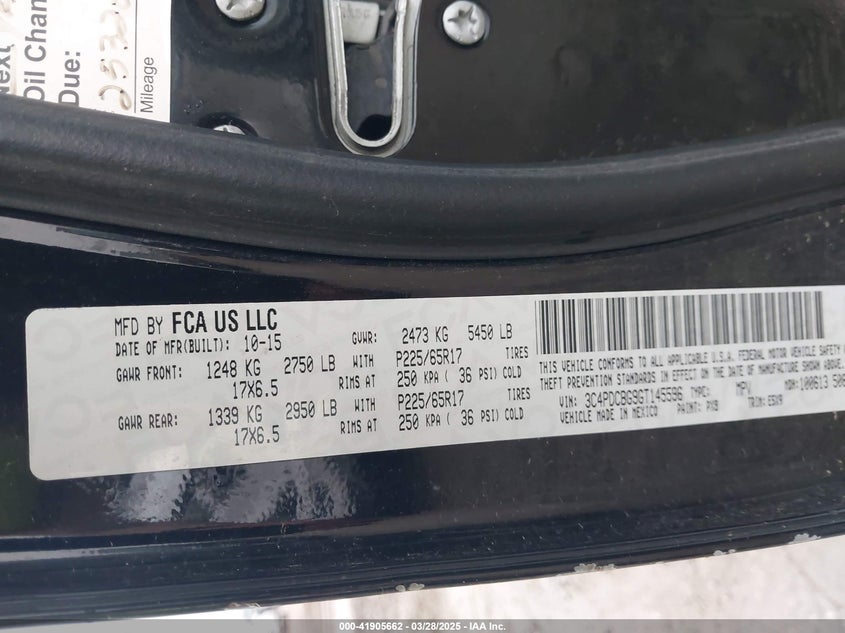 Next
Oil Chan
Due:
Mileage
MFD BY FCA US LLC
DATE OF MFR(BUILT): 10-15 GVWR: 2473 KG 5450 LB
GAWR FRONT: 1248 KG 2750 LB WITH P225/65R17 TIRES
17X6.5 RIMS AT 250 KPA ( 36 PSI) COLD
GAWR REAR: 1339 KG 2950 LB WITH P225/65R17 TIRES
17X6.5 RIMS AT 250 KPA ( 36 PSI) COLD
THIS VEHICLE CONFORMS TO ALL APPLICABLE U.S.A. FEDERAL MOTOR VEHICLE SAFETY
THEFT PREVENTION STANDARDS IN EFFECT ON THE DATE OF MANUFACTURE SHOWN ABOVE.
VIN: 3C4PDCBG9GT145596 TYPE: MPV MDH: 100613 506
VEHICLE MADE IN MEXICO PAINT: PX8 TRIM: E5X9
000-41905662 | 03/28/2025 - IAA Inc.